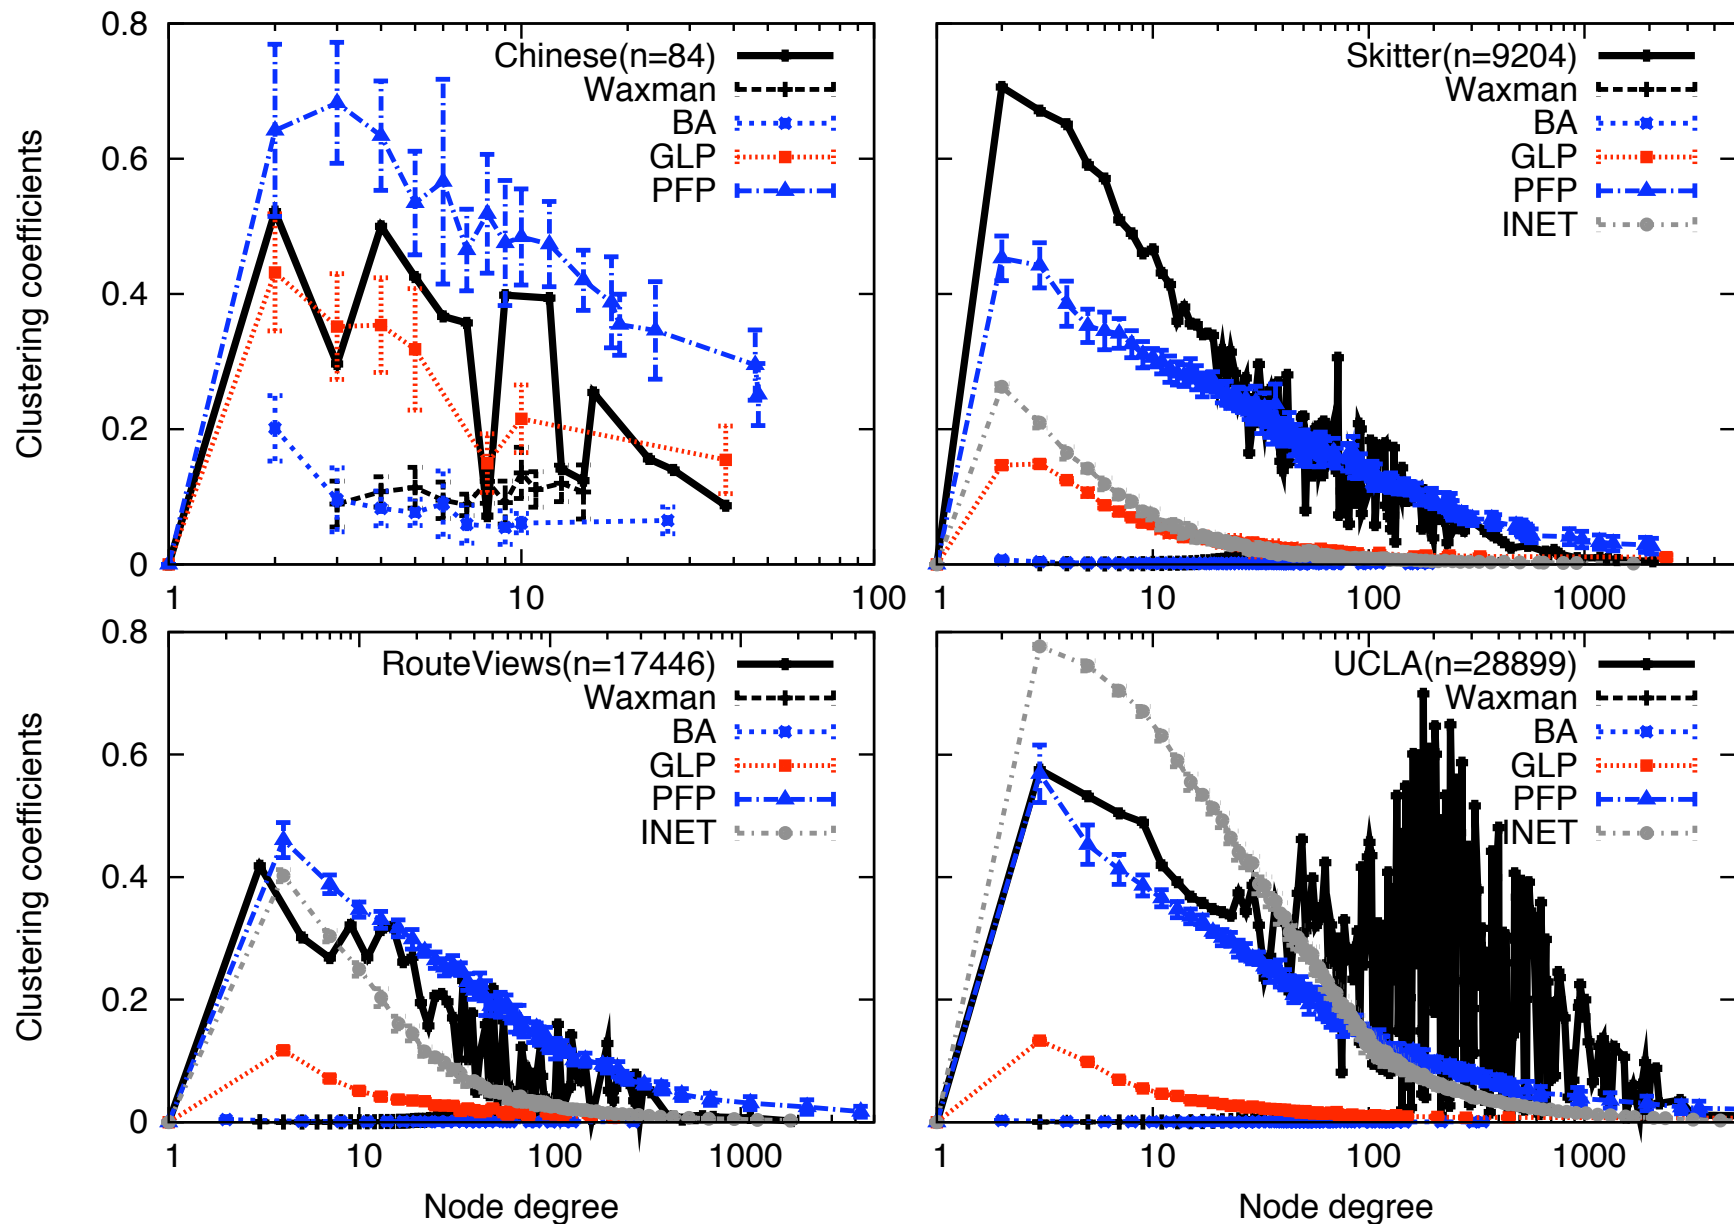 Clustering coefficients
0.8
0.6
0.4
0.2
0
Chinese(n=84)
Waxman
BA
GLP
PFP
1 10 100
Skitter(n=9204)
Waxman
BA
GLP
PFP
INET
1 10 100 1000
Clustering coefficients
0.8
0.6
0.4
0.2
0
RouteViews(n=17446)
Waxman
BA
GLP
PFP
INET
1 10 100 1000
Node degree
UCLA(n=28899)
Waxman
BA
GLP
PFP
INET
1 10 100 1000
Node degree